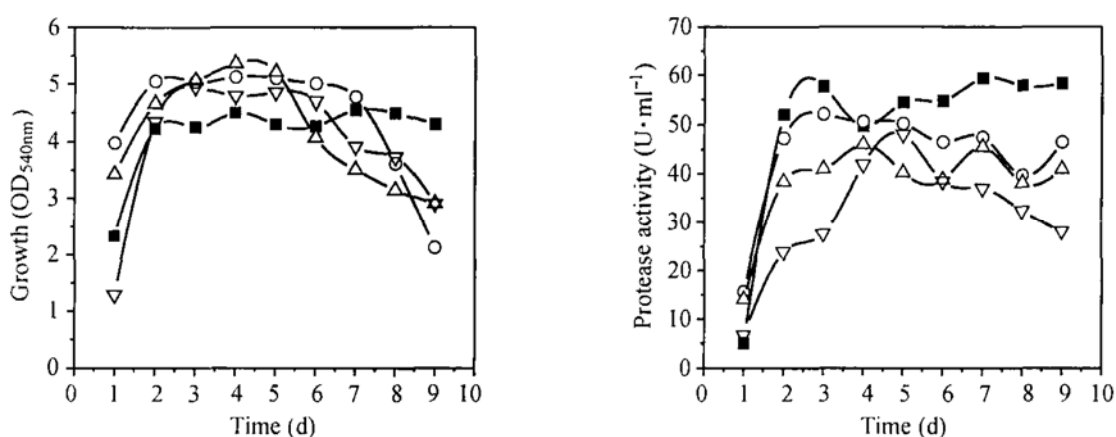 Growth (OD540nm)
6
5
4
3
2
1
0
0 1 2 3 4 5 6 7 8 9 10
Time (d)
Protease activity (U·ml−1)
70
60
50
40
30
20
10
0
0 1 2 3 4 5 6 7 8 9 10
Time (d)